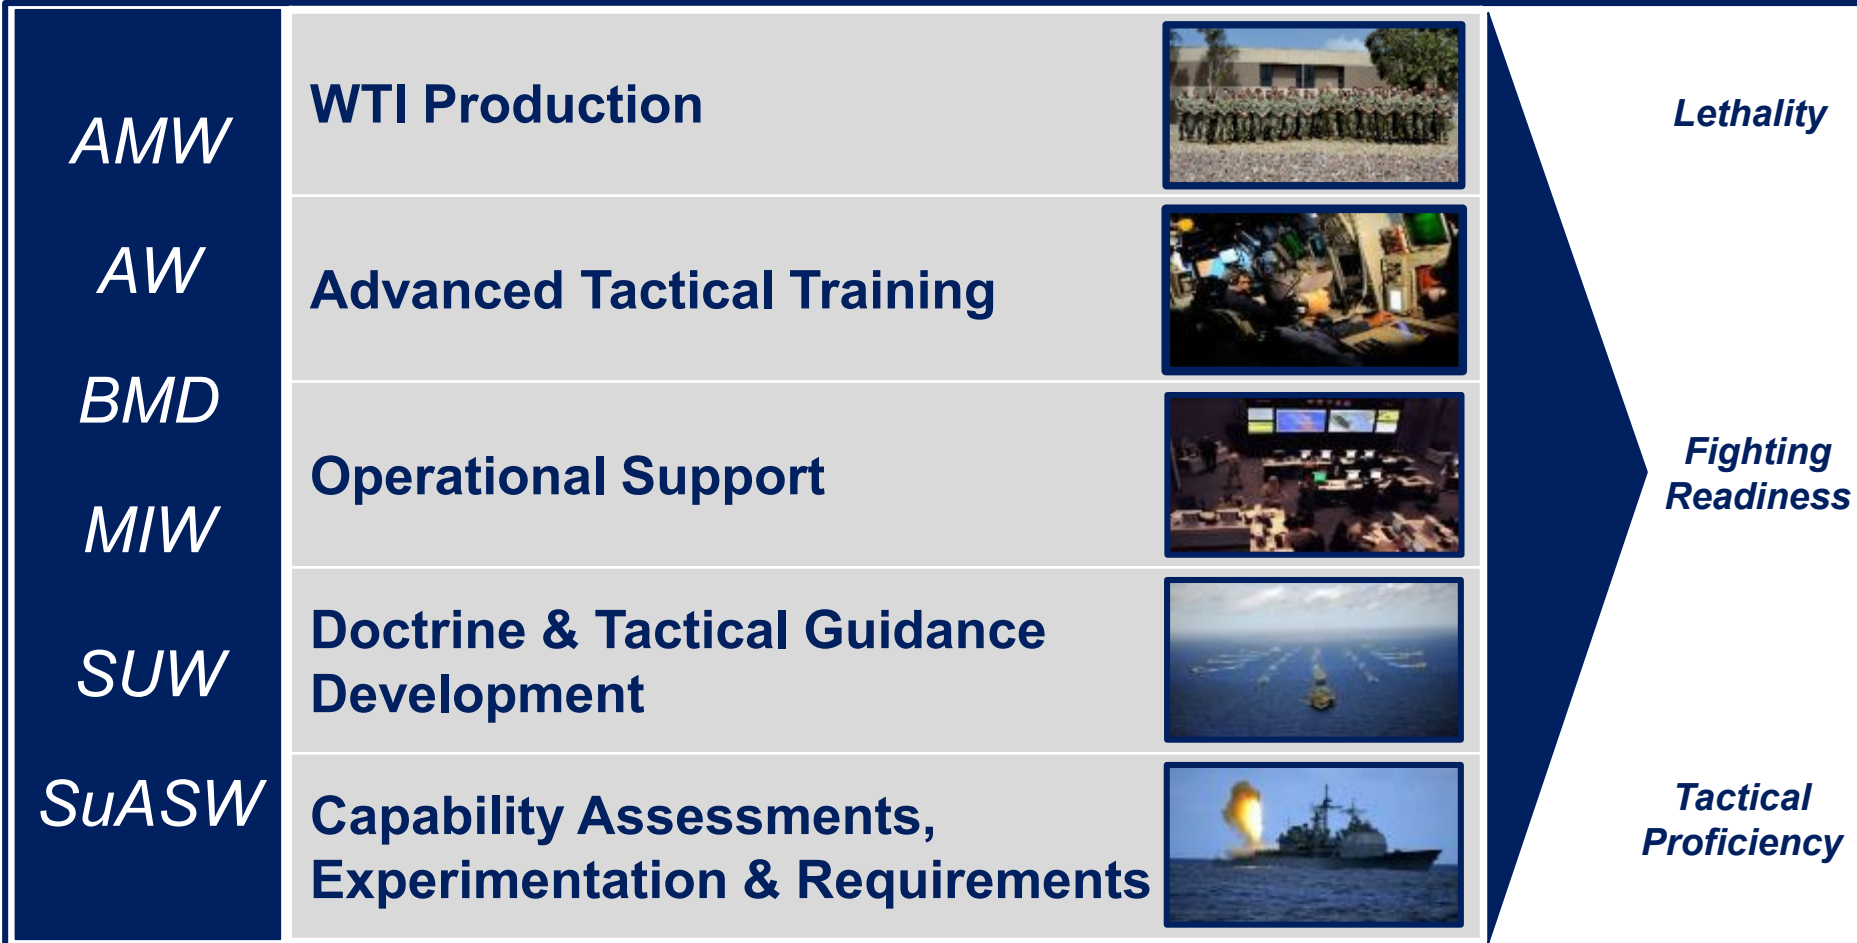 AMW
AW
BMD
MIW
SUW
SuASW
WTI Production
Advanced Tactical Training
Operational Support
Doctrine & Tactical Guidance
Development
Capability Assessments,
Experimentation & Requirements
Lethality
Fighting
Readiness
Tactical
Proficiency